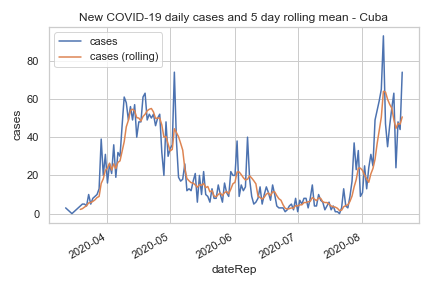 New COVID-19 daily cases and 5 day rolling mean - Cuba
cases
cases (rolling)
80
60
40
20
0
cases
2020-04
2020-05
2020-06
2020-07
2020-08
dateRep